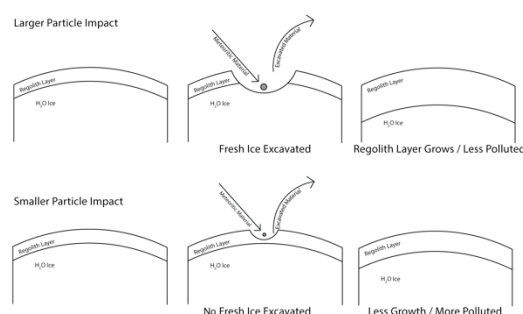 Larger Particle Impact
Regolith Layer
H2O Ice
Meteoritic Material
Excavated Material
Regolith Layer
H2O Ice
Fresh Ice Excavated
Regolith Layer
H2O Ice
Regolith Layer Grows / Less Polluted
Smaller Particle Impact
Regolith Layer
H2O Ice
Meteoritic Material
Excavated Material
Regolith Layer
H2O Ice
No Fresh Ice Excavated
Regolith Layer
H2O Ice
Less Growth / More Polluted